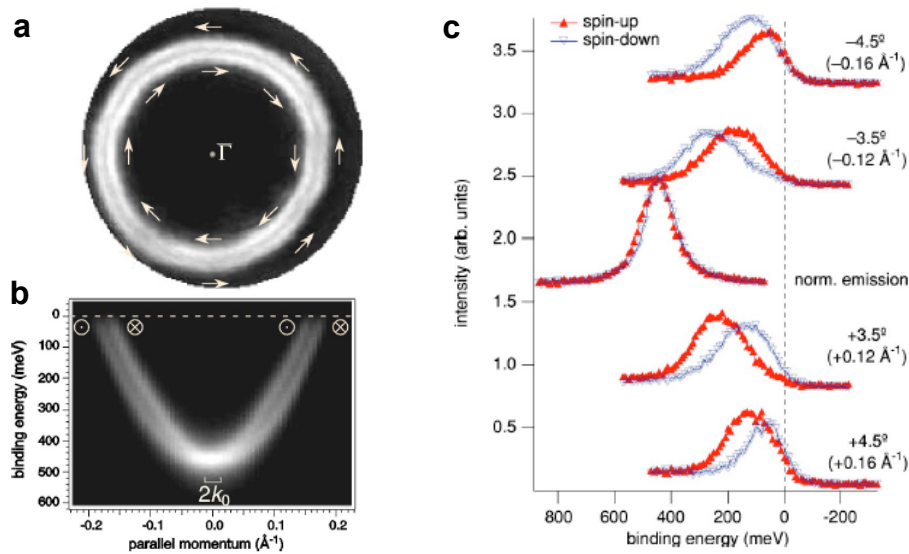 a
Γ̄
b
0
100
200
300
400
500
600
binding energy (meV)
2k₀
-0.2
-0.1
0.0
0.1
0.2
parallel momentum (Å⁻¹)
c
spin-up
spin-down
3.5
3.0
2.5
2.0
1.5
1.0
0.5
intensity (arb. units)
–4.5º
(–0.16 Å⁻¹)
–3.5º
(–0.12 Å⁻¹)
norm. emission
+3.5º
(+0.12 Å⁻¹)
+4.5º
(+0.16 Å⁻¹)
800
600
400
200
0
-200
binding energy (meV)